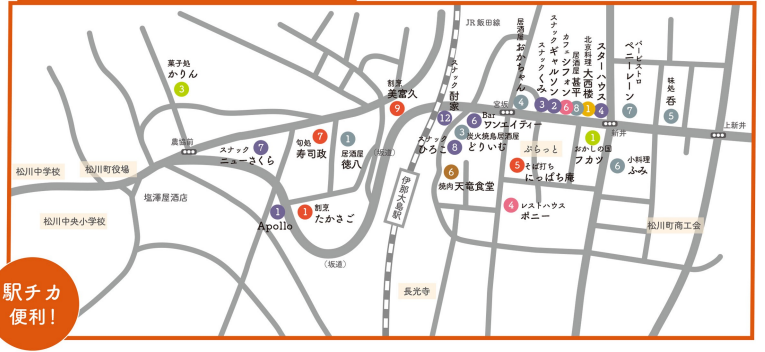 菓子処
かりん
3
農協前
松川中学校
松川町役場
塩澤屋酒店
松川中央小学校
スナック
ニューさくら
7
旬処
寿司政
7
居酒屋
徳八
1
割烹
美富久
9
(坂道)
1
Apollo
1
割烹
たかさご
(坂道)
伊那大島駅
長光寺
JR飯田線
スナック
酎家
12
6
Bar
ワンエイティー
3
炭火焼鳥居酒屋
どりいむ
スナック
ひろこ
8
6
焼肉 天竜食堂
宮坂
居酒屋
おかちゃん
4
スナック
くみ
3
スナック
ギャルソン
2
カフェ
シフォン
6
居酒屋
甚平
8
北京料理
大西楼
1
スターハウス
4
バービストロ
ペニーレーン
7
味処
呑
5
新井
上新井
ぷらっと
1
おかしの国
フカツ
5
そば打ち
にっぱち庵
6
小料理
ふみ
4
レストハウス
ポニー
松川町商工会
駅チカ
便利!